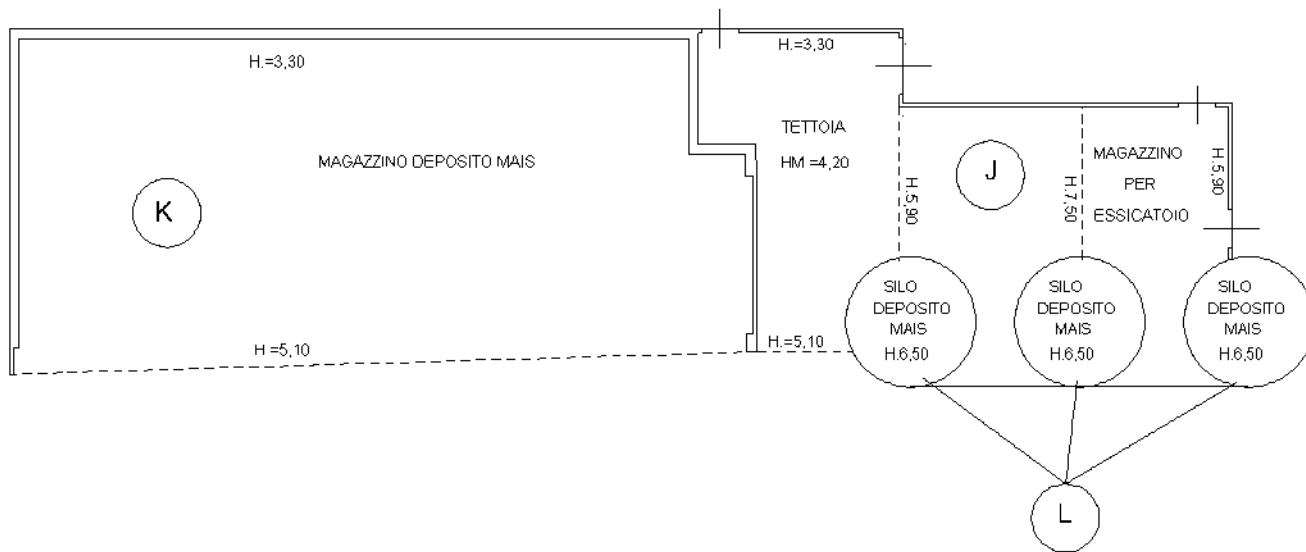 H.=3,30
MAGAZZINO DEPOSITO MAIS
K
H =5,10
H.=3,30
TETTOIA
HM =4,20
H.=5,10
H.5,90
J
H.7,50
MAGAZZINO
PER
ESSICATOIO
H.5,90
SILO
DEPOSITO
MAIS
H.6,50
SILO
DEPOSITO
MAIS
H.6,50
SILO
DEPOSITO
MAIS
H.6,50
L